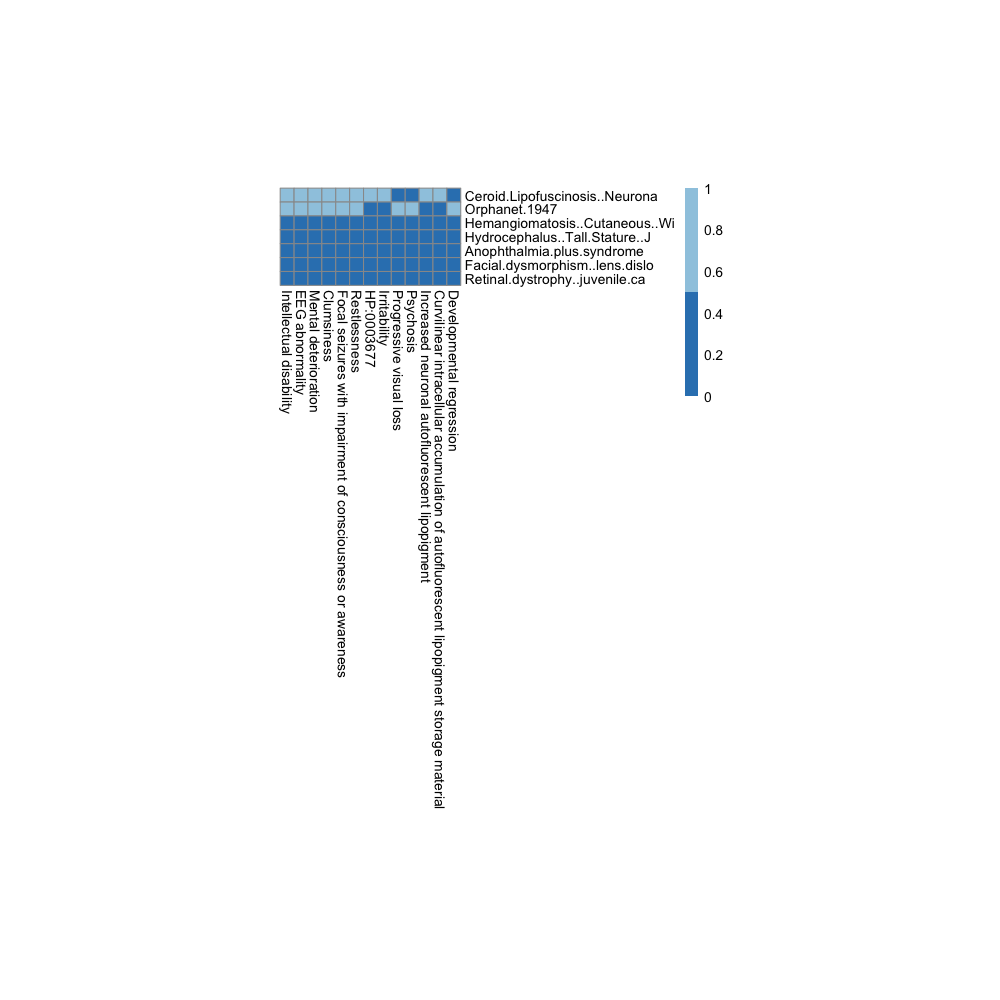 Ceroid.Lipofuscinosis..Neurona
Orphanet.1947
Hemangiomatosis..Cutaneous..Wi
Hydrocephalus..Tall.Stature..J
Anophthalmia.plus.syndrome
Facial.dysmorphism..lens.dislo
Retinal.dystrophy..juvenile.ca
1
0.8
0.6
0.4
0.2
0
Intellectual disability
EEG abnormality
Mental deterioration
Clumsiness
Focal seizures with impairment of consciousness or awareness
Restlessness
HP:0003677
Irritability
Progressive visual loss
Psychosis
Increased neuronal autofluorescent lipopigment
Curvilinear intracellular accumulation of autofluorescent lipopigment storage material
Developmental regression